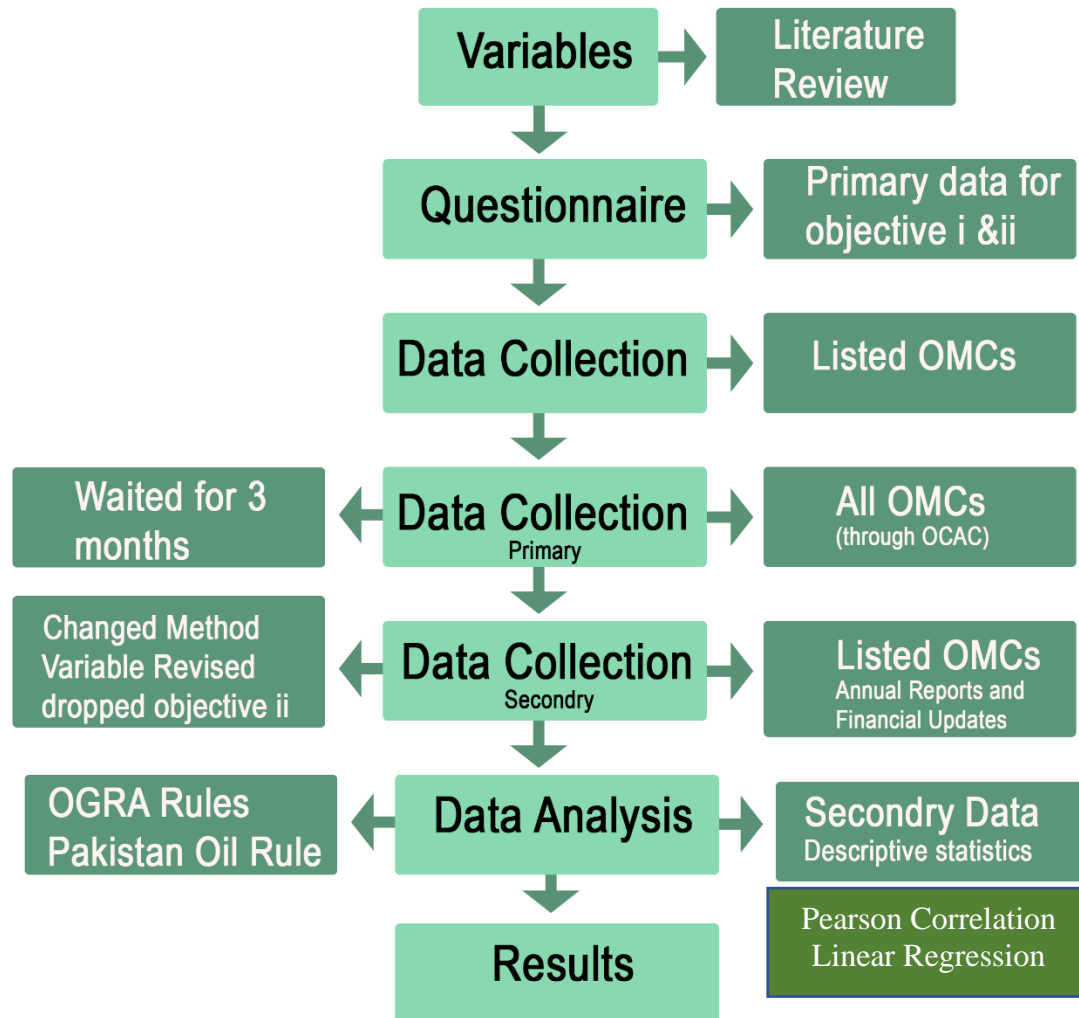 Variables
Literature
Review
Questionnaire
Primary data for
objective i &ii
Data Collection
Listed OMCs
Waited for 3
months
Data Collection
Primary
All OMCs
(through OCAC)
Changed Method
Variable Revised
dropped objective ii
Data Collection
Secondry
Listed OMCs
Annual Reports and
Financial Updates
OGRA Rules
Pakistan Oil Rule
Data Analysis
Secondry Data
Descriptive statistics
Pearson Correlation
Linear Regression
Results